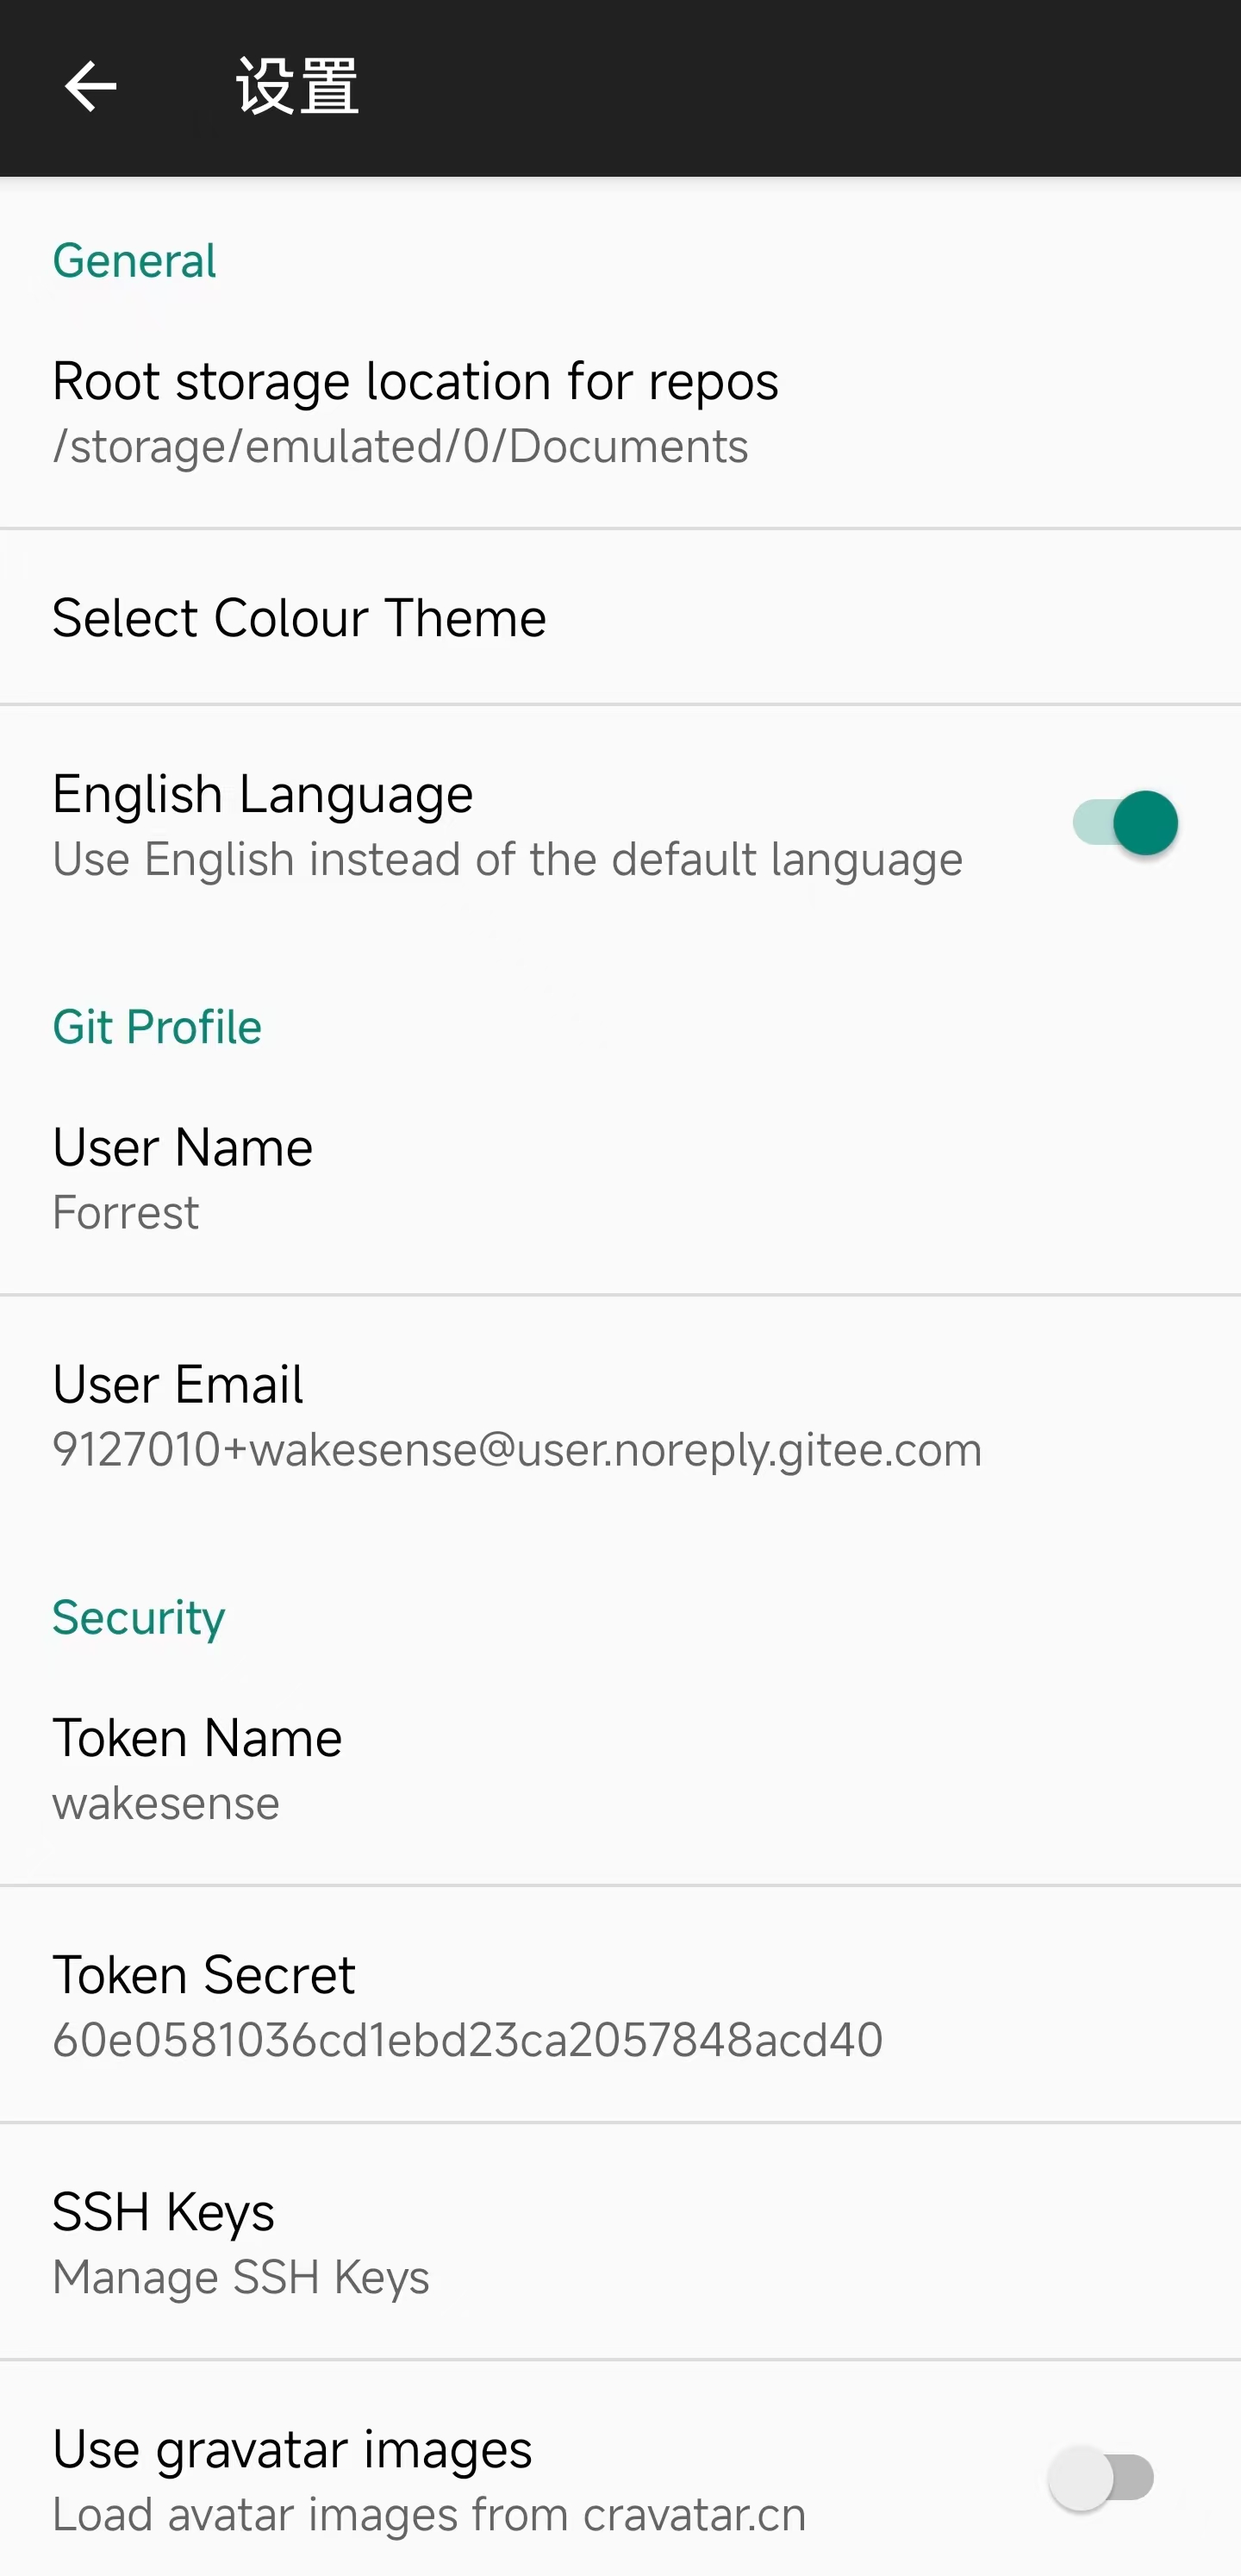 设置
General
Root storage location for repos
/storage/emulated/0/Documents
Select Colour Theme
English Language
Use English instead of the default language
Git Profile
User Name
Forrest
User Email
9127010+wakesense@user.noreply.gitee.com
Security
Token Name
wakesense
Token Secret
60e0581036cd1ebd23ca2057848acd40
SSH Keys
Manage SSH Keys
Use gravatar images
Load avatar images from cravatar.cn